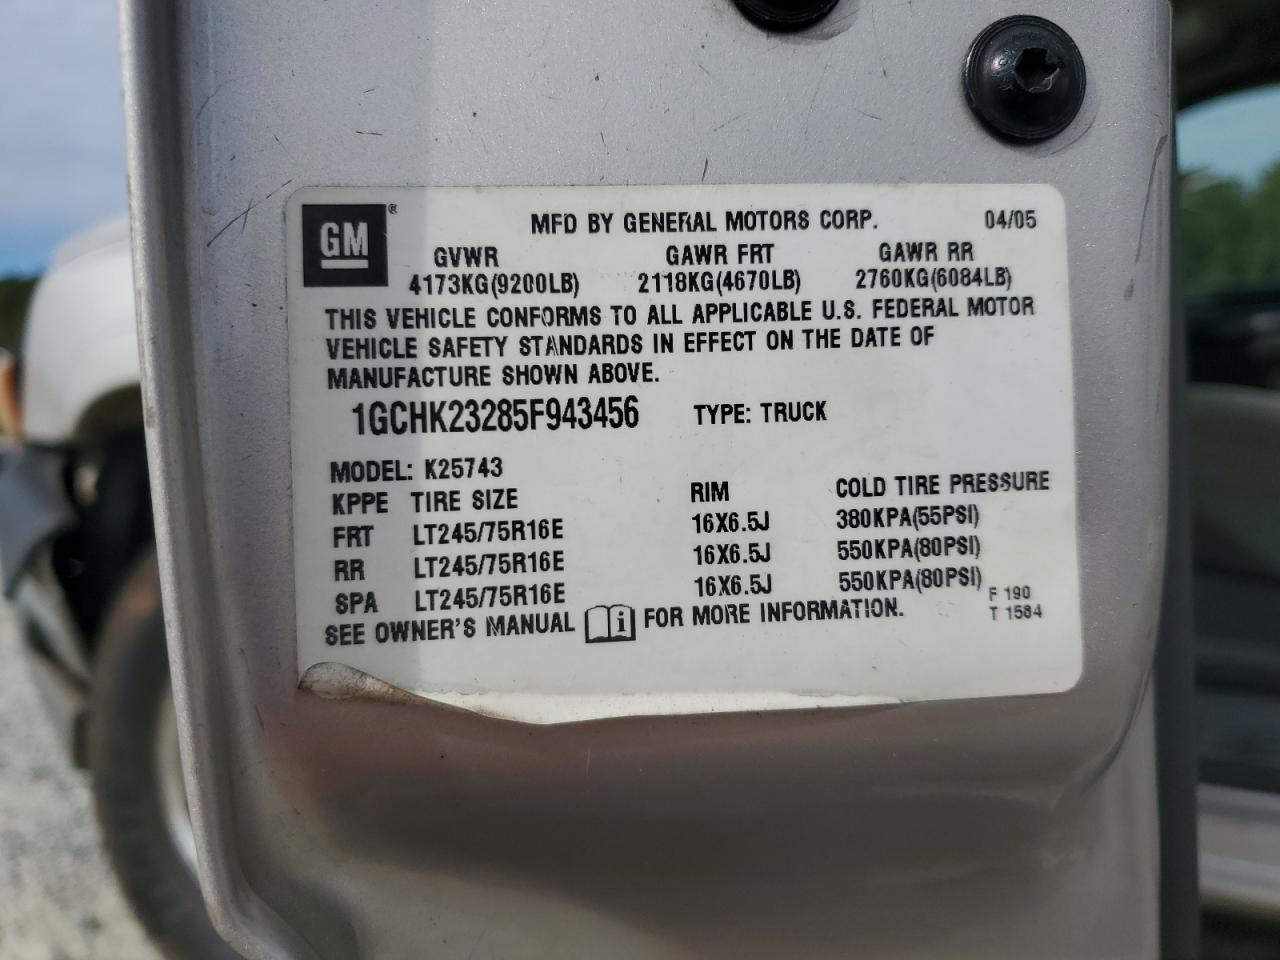 GM® MFD BY GENERAL MOTORS CORP. 04/05
GVWR GAWR FRT GAWR RR
4173KG(9200LB) 2118KG(4670LB) 2760KG(6084LB)
THIS VEHICLE CONFORMS TO ALL APPLICABLE U.S. FEDERAL MOTOR
VEHICLE SAFETY STANDARDS IN EFFECT ON THE DATE OF
MANUFACTURE SHOWN ABOVE.
1GCHK23285F943456 TYPE: TRUCK
MODEL: K25743
KPPE TIRE SIZE RIM COLD TIRE PRESSURE
FRT LT245/75R16E 16X6.5J 380KPA(55PSI)
RR LT245/75R16E 16X6.5J 550KPA(80PSI)
SPA LT245/75R16E 16X6.5J 550KPA(80PSI)
SEE OWNER'S MANUAL i FOR MORE INFORMATION. F 190
T 1584